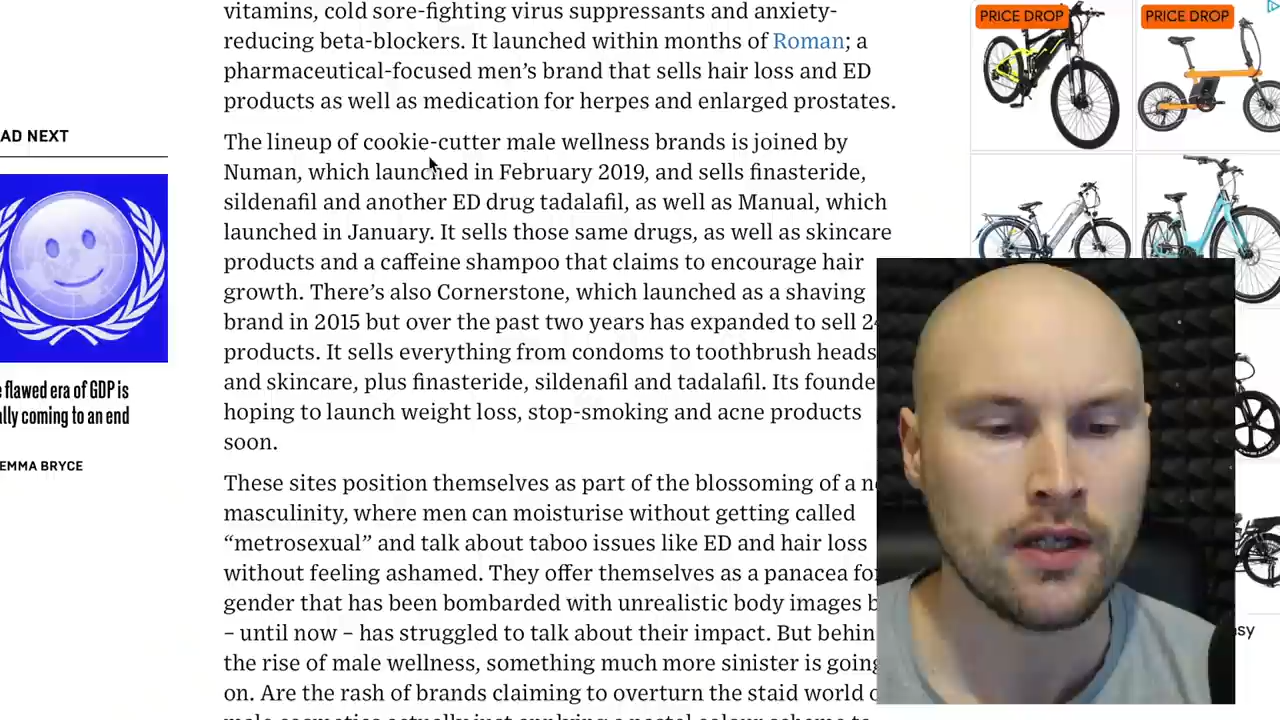 vitamins, cold sore-fighting virus suppressants and anxiety-
reducing beta-blockers. It launched within months of Roman; a
pharmaceutical-focused men's brand that sells hair loss and ED
products as well as medication for herpes and enlarged prostates.
The lineup of cookie-cutter male wellness brands is joined by
Numan, which launched in February 2019, and sells finasteride,
sildenafil and another ED drug tadalafil, as well as Manual, which
launched in January. It sells those same drugs, as well as skincare
products and a caffeine shampoo that claims to encourage hair
growth. There's also Cornerstone, which launched as a shaving
brand in 2015 but over the past two years has expanded to sell
products. It sells everything from condoms to toothbrush heads
and skincare, plus finasteride, sildenafil and tadalafil. Its
hoping to launch weight loss, stop-smoking and acne products
soon.
These sites position themselves as part of the blossoming of a
masculinity, where men can moisturise without getting called
“metrosexual” and talk about taboo issues like ED and hair loss
without feeling ashamed. They offer themselves as a panacea
gender that has been bombarded with unrealistic body images
– until now – has struggled to talk about their impact. But
the rise of male wellness, something much more sinister is going
on. Are the rash of brands claiming to overturn the staid world
AD NEXT
flawed era of GDP is
coming to an end
EMMA BRYCE
PRICE DROP
PRICE DROP